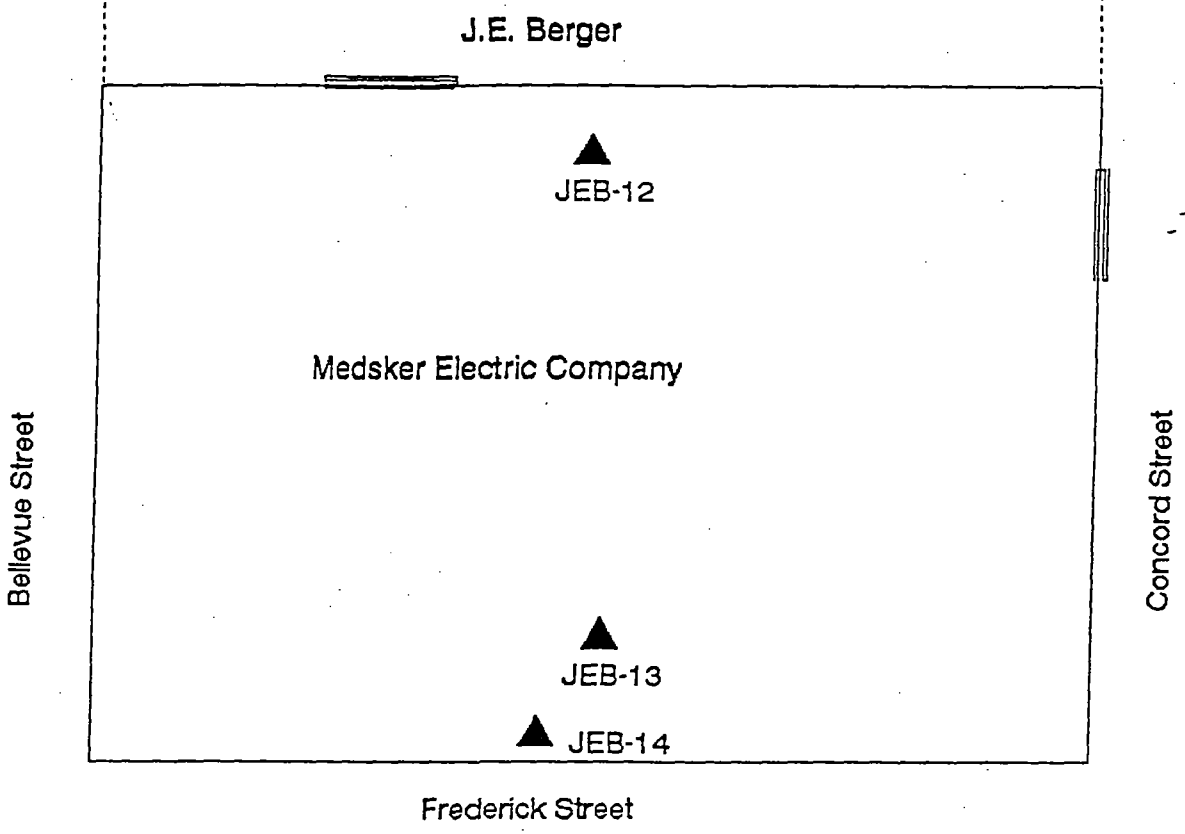 J.E. Berger
JEB-12
Medsker Electric Company
Bellevue Street
Concord Street
JEB-13
JEB-14
Frederick Street